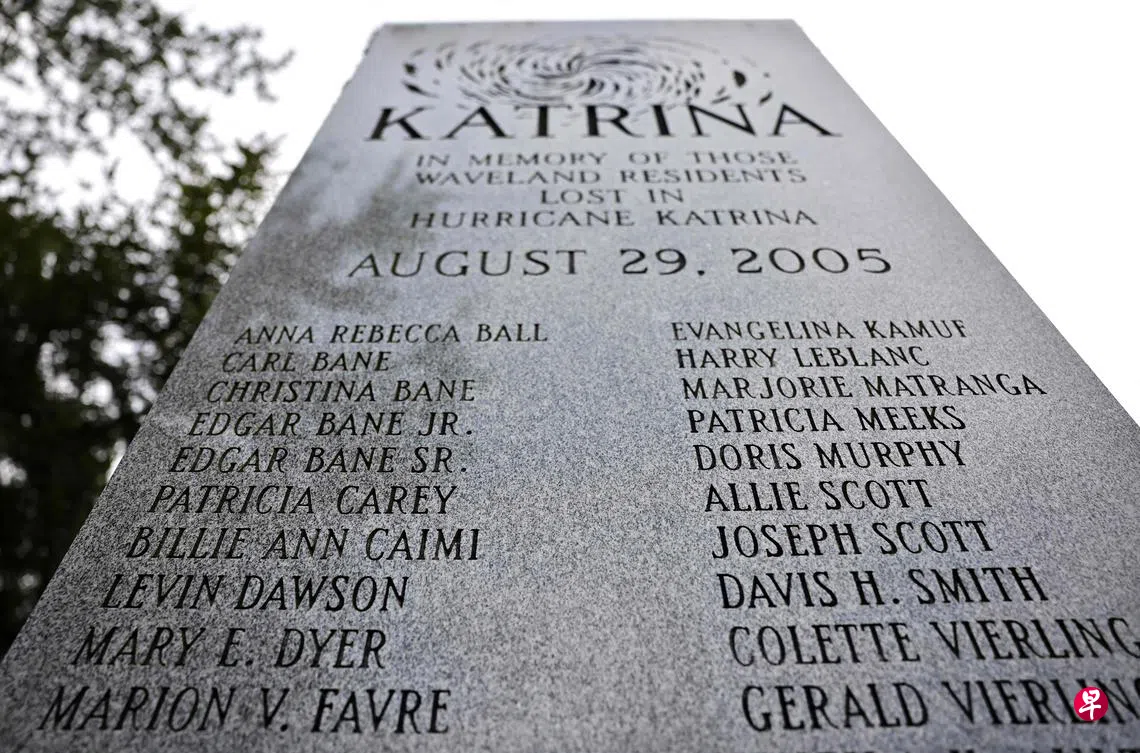 KATRINA
IN MEMORY OF THOSE
WAVELAND RESIDENTS
LOST IN
HURRICANE KATRINA
AUGUST 29, 2005
ANNA REBECCA BALL
CARL BANE
CHRISTINA BANE
EDGAR BANE JR.
EDGAR BANE SR.
PATRICIA CAREY
BILLIE ANN CAIMI
LEVIN DAWSON
MARY E. DYER
MARION V. FAVRE
EVANGELINA KAMUF
HARRY LEBLANC
MARJORIE MATRANGA
PATRICIA MEEKS
DORIS MURPHY
ALLIE SCOTT
JOSEPH SCOTT
DAVIS H. SMITH
COLETTE VIERLING
GERALD VIERLING
早